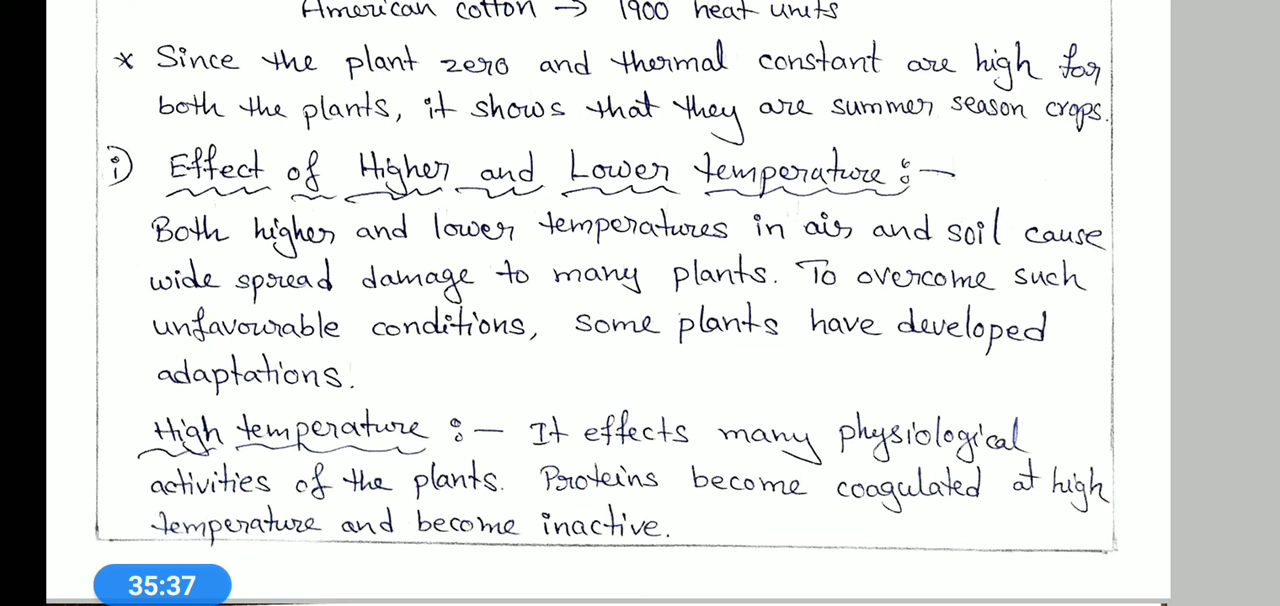 American cotton → 1900 heat units
* Since the plant zero and thermal constant are high for
both the plants, it shows that they are summer season crops.
i) Effect of Higher and Lower temperature :-
Both higher and lower temperatures in air and soil cause
wide spread damage to many plants. To overcome such
unfavourable conditions, some plants have developed
adaptations.
High temperature :- It effects many physiological
activities of the plants. Proteins become coagulated at high
temperature and become inactive.
35:37